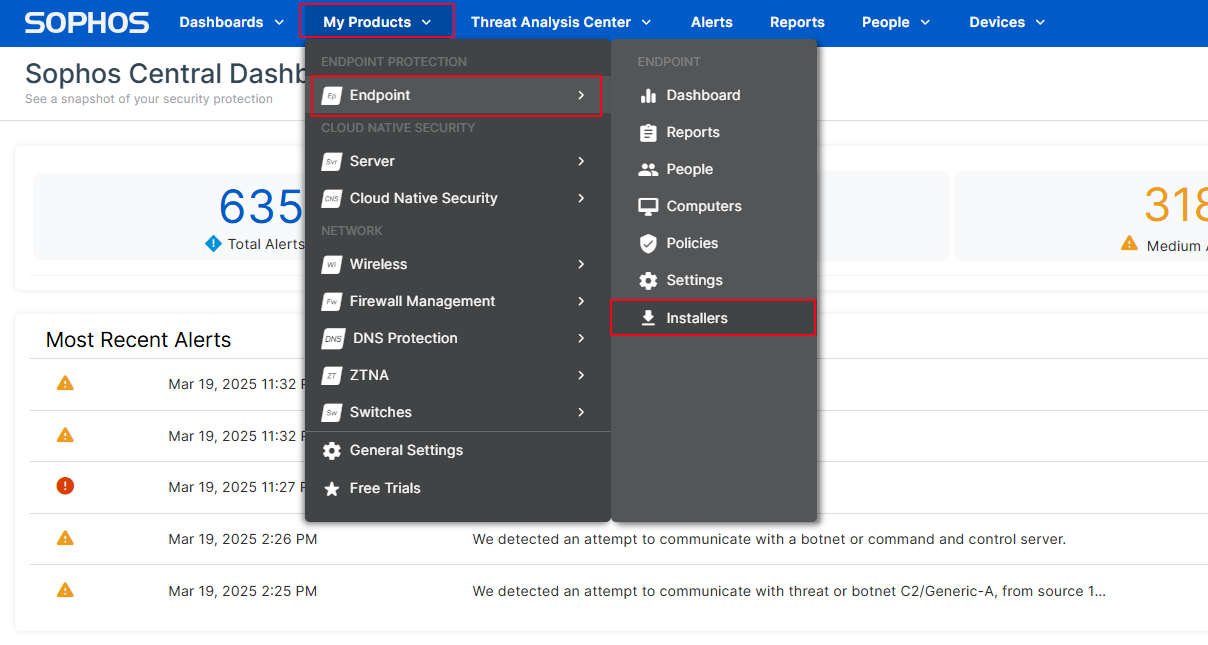 SOPHOS
Dashboards
My Products
Threat Analysis Center
Alerts
Reports
People
Devices
Sophos Central Dashb
See a snapshot of your security protection
ENDPOINT PROTECTION
Ep Endpoint
CLOUD NATIVE SECURITY
Svr Server
CNS Cloud Native Security
NETWORK
Wi Wireless
Fw Firewall Management
DNS DNS Protection
ZT ZTNA
Sw Switches
General Settings
Free Trials
ENDPOINT
Dashboard
Reports
People
Computers
Policies
Settings
Installers
635
Total Alerts
318
Medium
Most Recent Alerts
Mar 19, 2025 11:32
Mar 19, 2025 11:32
Mar 19, 2025 11:27
Mar 19, 2025 2:26 PM We detected an attempt to communicate with a botnet or command and control server.
Mar 19, 2025 2:25 PM We detected an attempt to communicate with threat or botnet C2/Generic-A, from source 1...